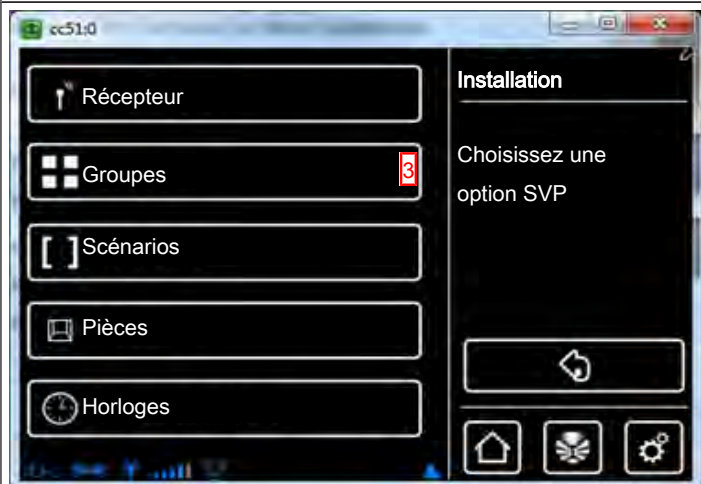 cc51:0
Récepteur
Groupes 3
Scénarios
Pièces
Horloges
Installation
Choisissez une
option SVP